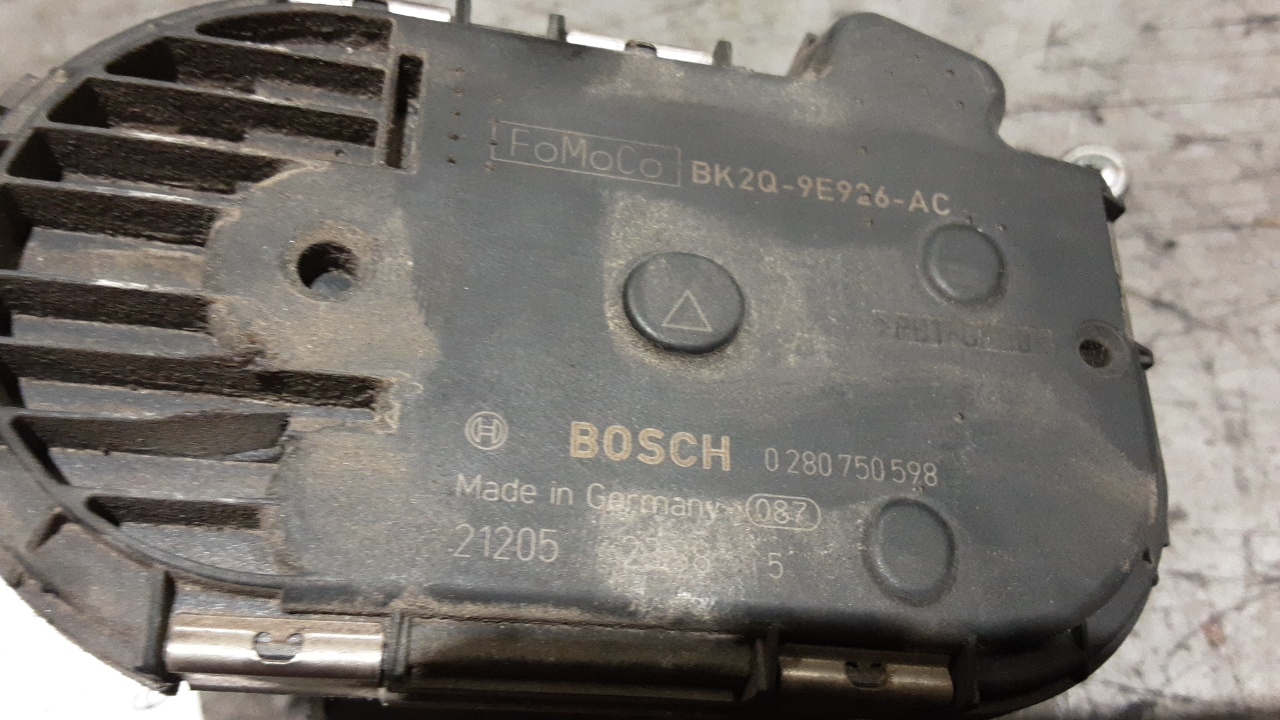 FoMoCo BK2Q-9E926-AC
BOSCH 0 280 750 598
Made in Germany 087
21205